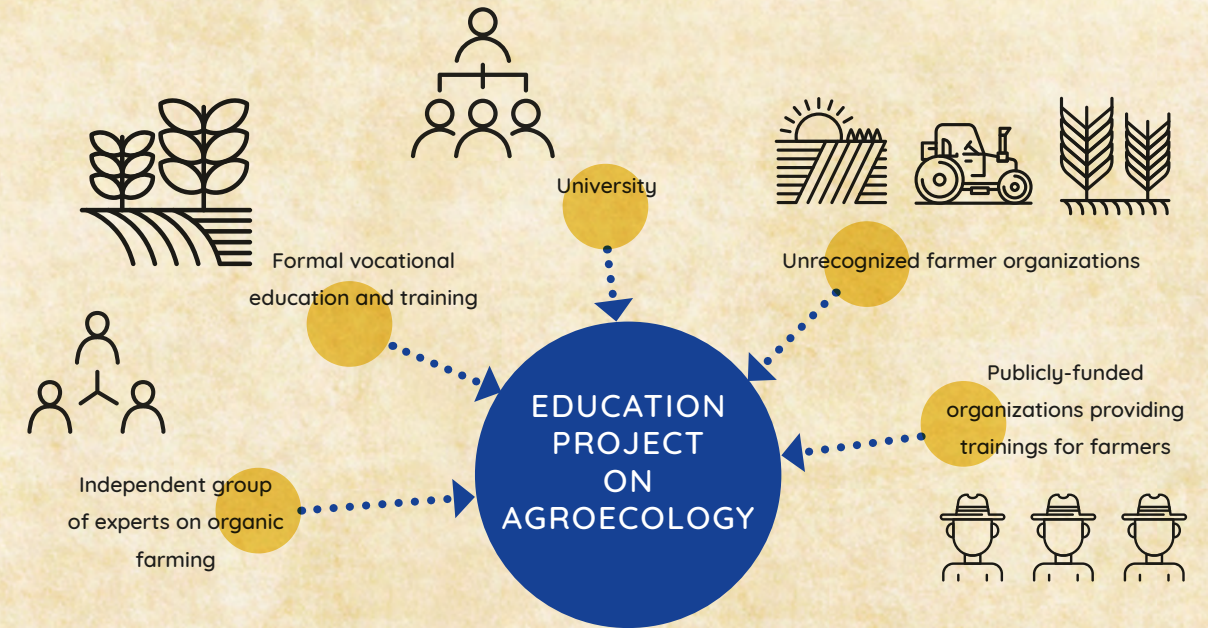 University
Formal vocational
education and training
Unrecognized farmer organizations
Publicly-funded
organizations providing
trainings for farmers
EDUCATION
PROJECT
ON
AGROECOLOGY
Independent group
of experts on organic
farming